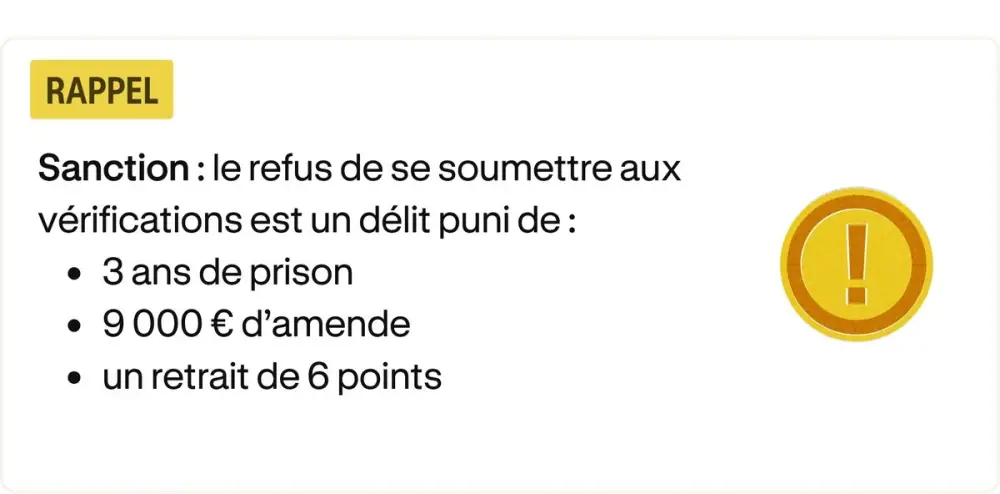 RAPPEL
Sanction : le refus de se soumettre aux
vérifications est un délit puni de :
• 3 ans de prison
• 9 000 € d’amende
• un retrait de 6 points
!